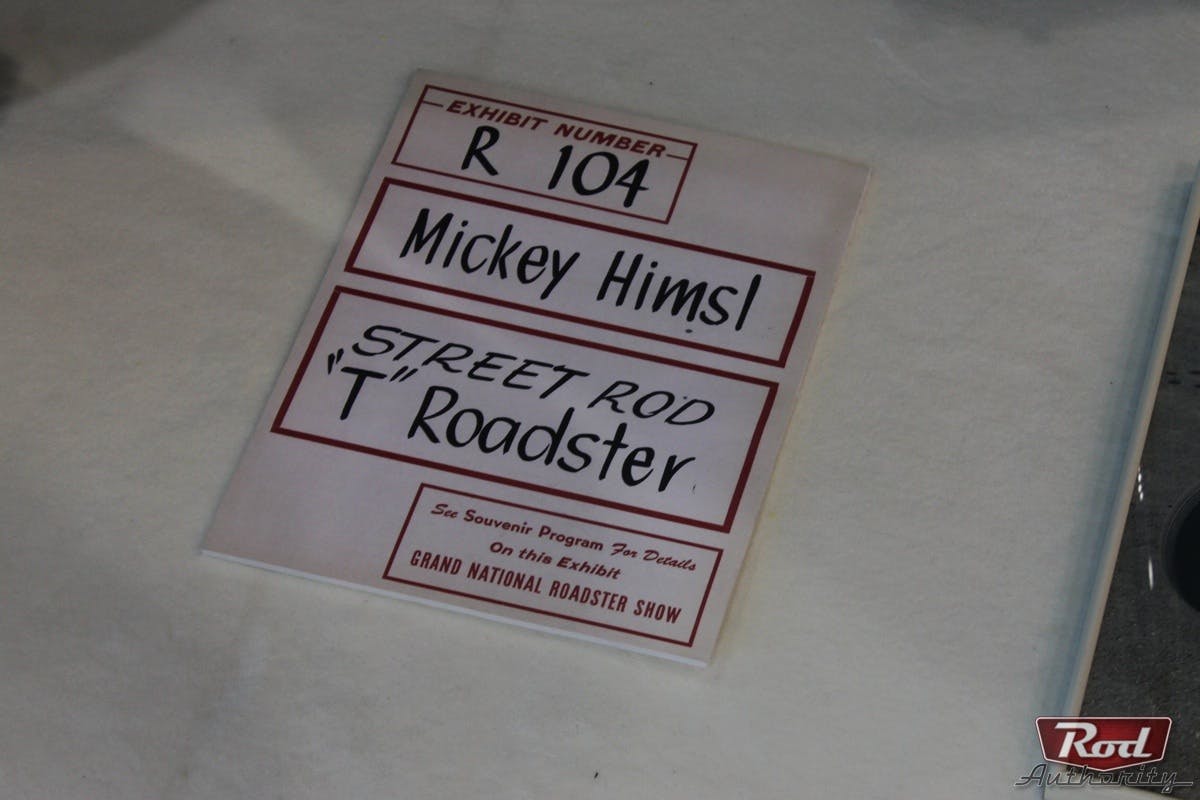 EXHIBIT NUMBER
R 104
Mickey Himsl
STREET ROD
"T" Roadster
See Souvenir Program For Details
On this Exhibit
GRAND NATIONAL ROADSTER SHOW
Rod
Authority